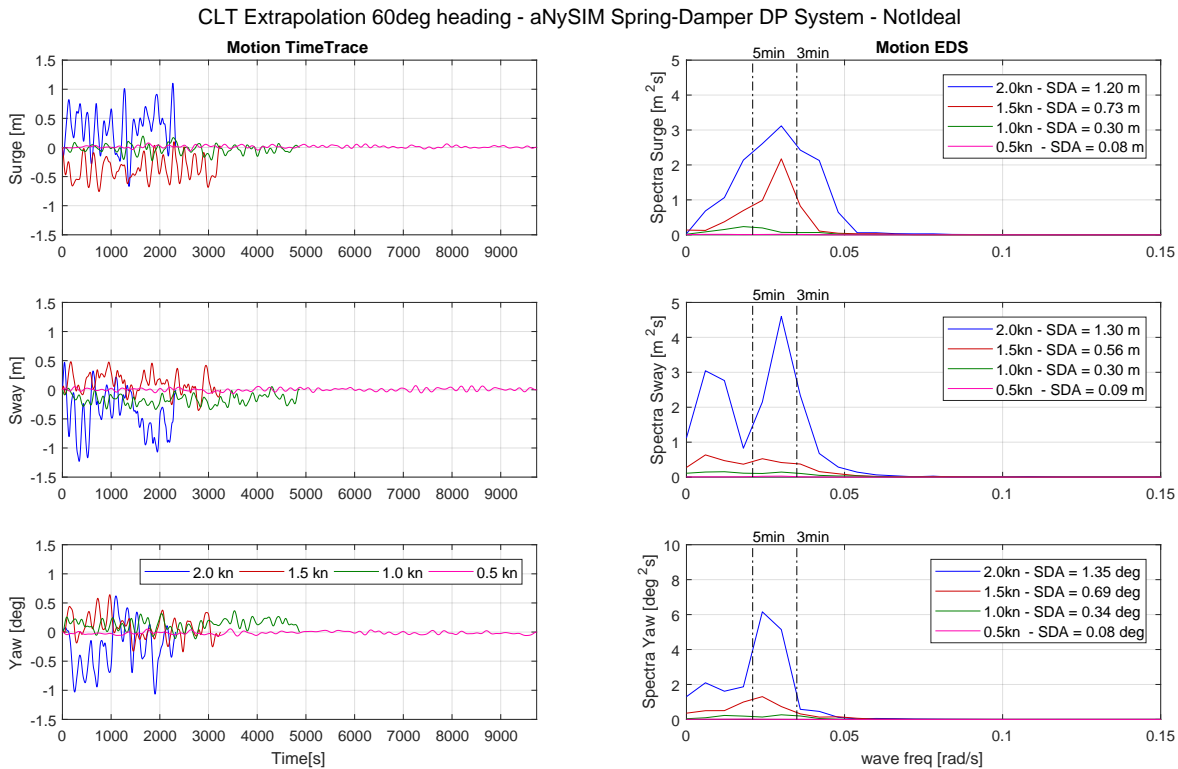 CLT Extrapolation 60deg heading - aNySIM Spring-Damper DP System - NotIdeal
Motion TimeTrace
1.5
1
0.5
0
-0.5
-1
-1.5
Surge [m]
0 1000 2000 3000 4000 5000 6000 7000 8000 9000
Motion EDS
5min 3min
5
4
3
2
1
0
Spectra Surge [m²s]
0 0.05 0.1 0.15
2.0kn - SDA = 1.20 m
1.5kn - SDA = 0.73 m
1.0kn - SDA = 0.30 m
0.5kn - SDA = 0.08 m
1.5
1
0.5
0
-0.5
-1
-1.5
Sway [m]
0 1000 2000 3000 4000 5000 6000 7000 8000 9000
5min 3min
5
4
3
2
1
0
Spectra Sway [m²s]
0 0.05 0.1 0.15
2.0kn - SDA = 1.30 m
1.5kn - SDA = 0.56 m
1.0kn - SDA = 0.30 m
0.5kn - SDA = 0.09 m
1.5
1
0.5
0
-0.5
-1
-1.5
Yaw [deg]
2.0 kn 1.5 kn 1.0 kn 0.5 kn
0 1000 2000 3000 4000 5000 6000 7000 8000 9000
Time[s]
5min 3min
10
8
6
4
2
0
Spectra Yaw [deg²s]
2.0kn - SDA = 1.35 deg
1.5kn - SDA = 0.69 deg
1.0kn - SDA = 0.34 deg
0.5kn - SDA = 0.08 deg
0 0.05 0.1 0.15
wave freq [rad/s]